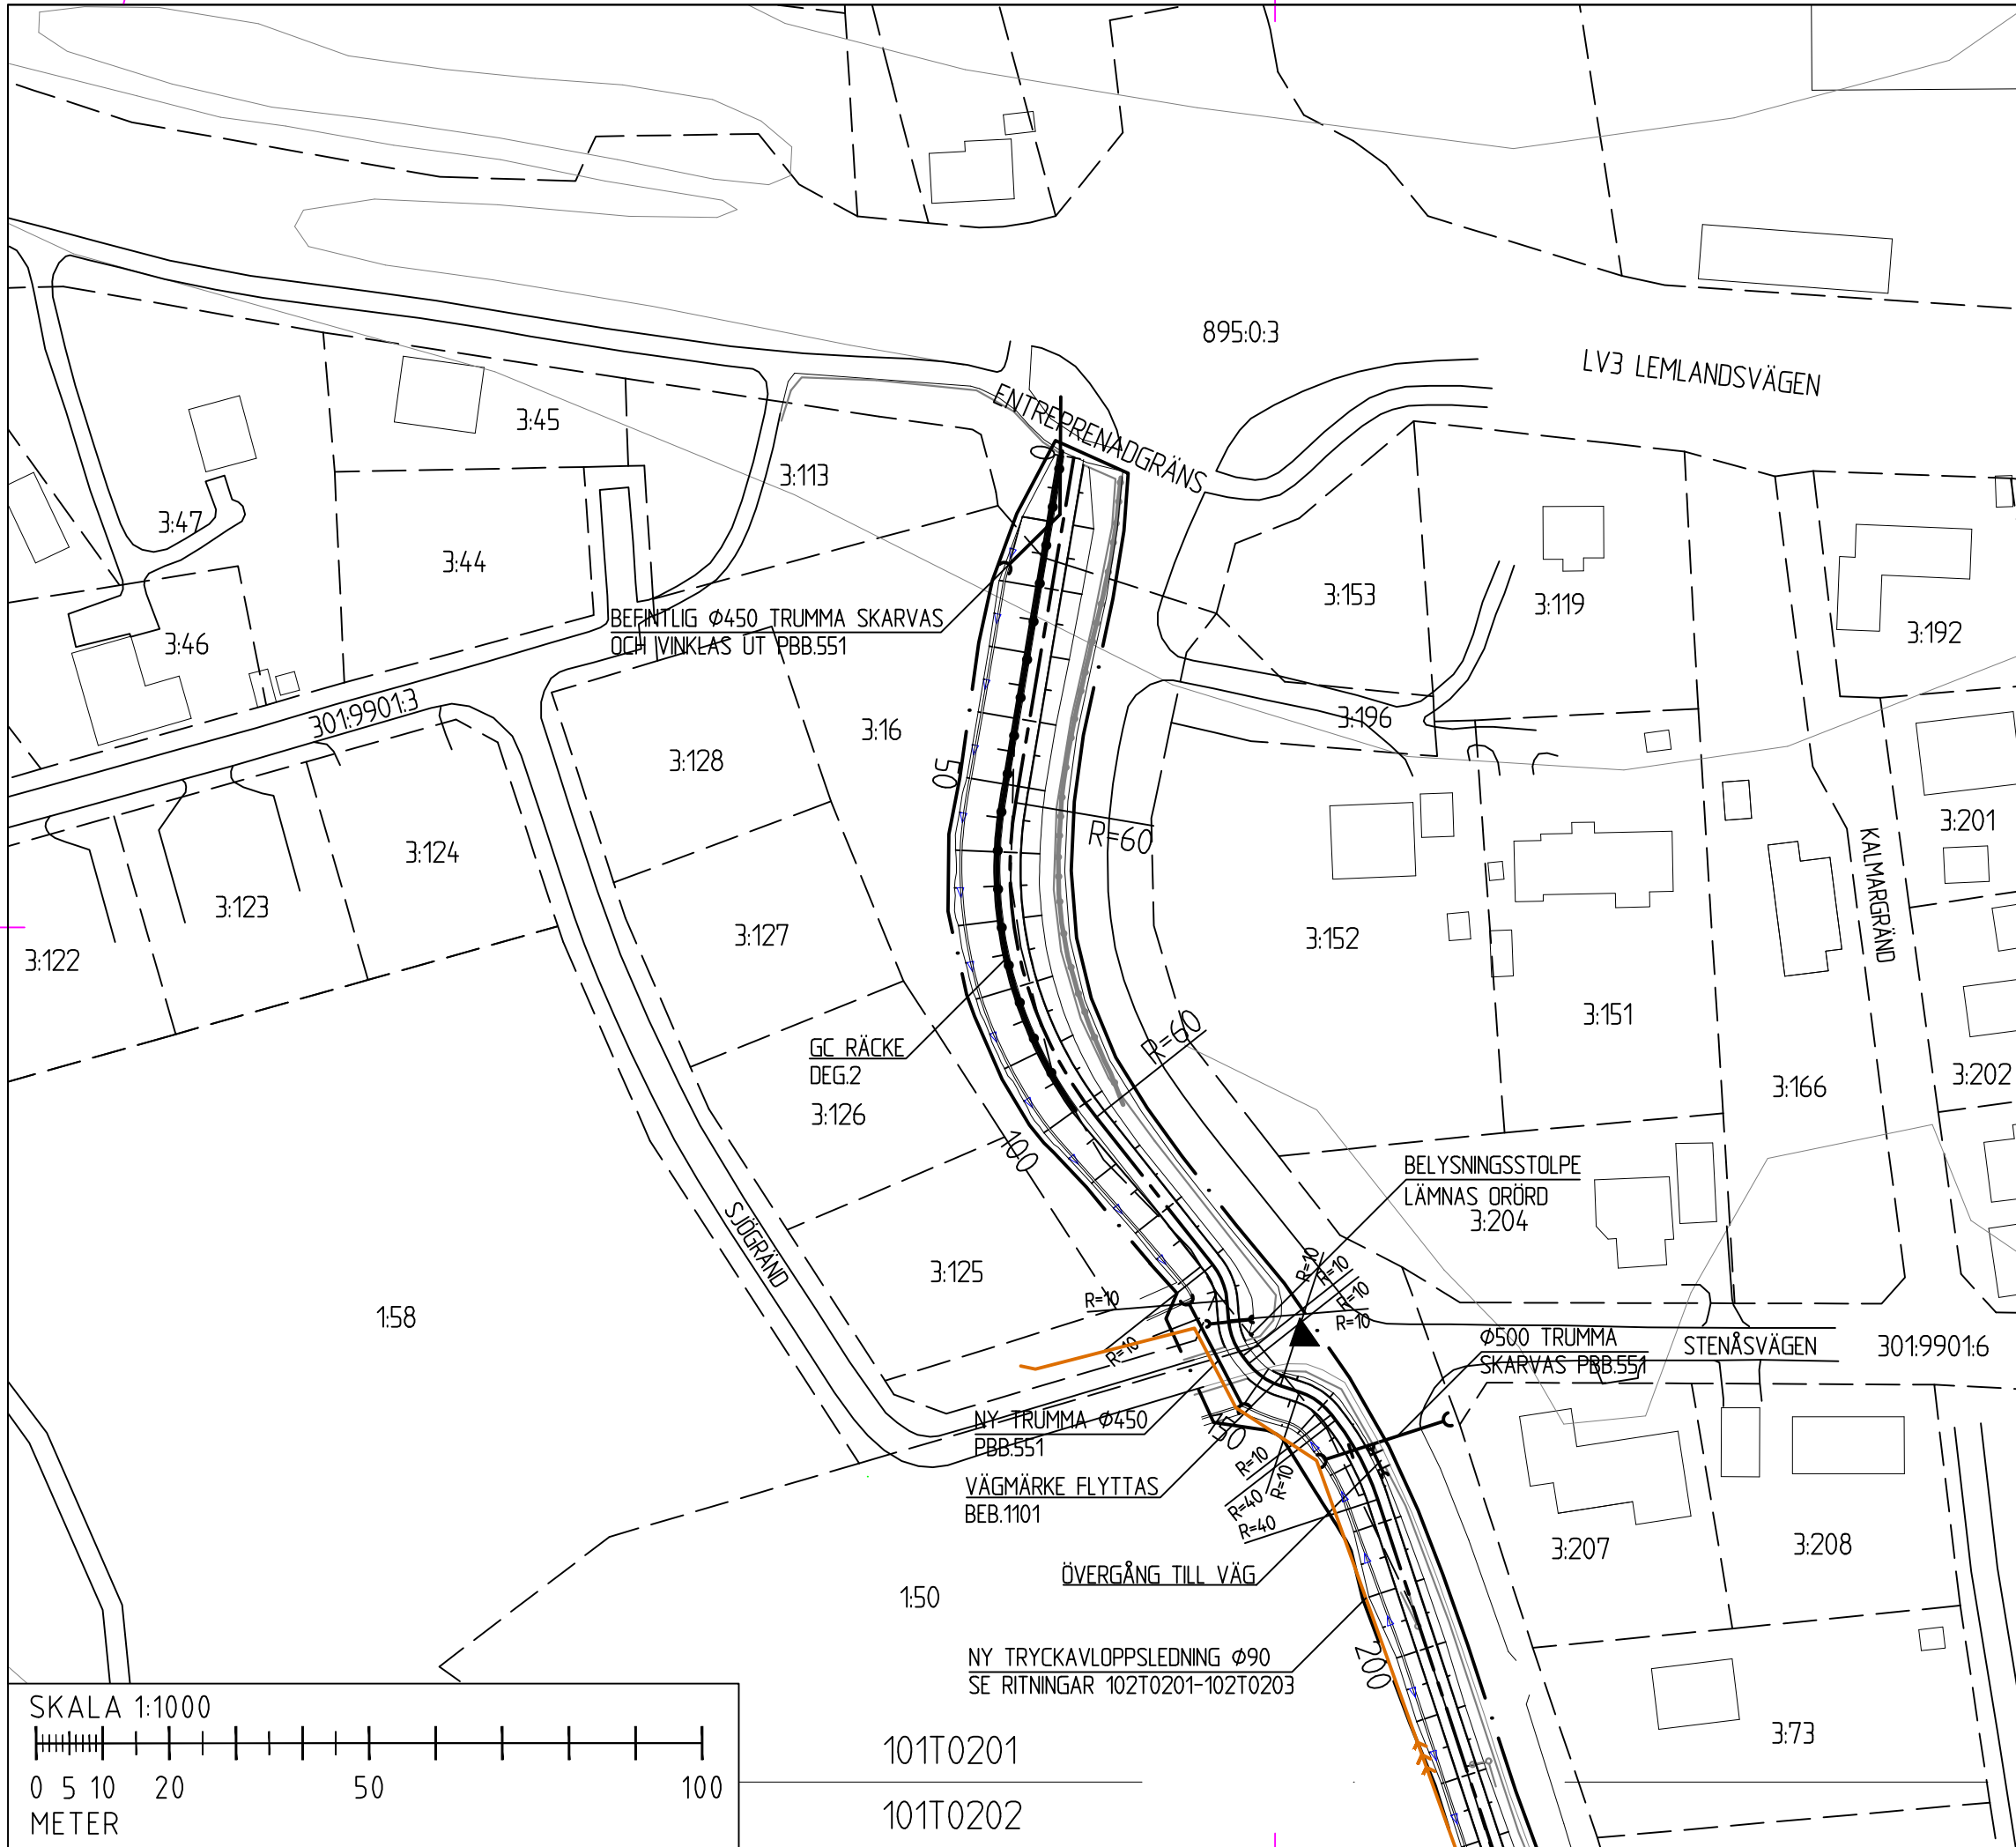 895:0:3
LV3 LEMLANDSVÄGEN
ENTREPRENADGRÄNS
0
3:45
3:113
3:47
3:44
3:153
3:119
3:192
BEFINTLIG Ø450 TRUMMA SKARVAS
OCH VINKLAS UT PBB.551
3:46
301:9901:3
3:16
3:196
3:128
50
R=60
3:201
3:124
KALMARGRÄND
3:123
3:127
3:152
3:122
3:151
R=60
GC RÄCKE
DEG.2
3:126
3:166
3:202
100
BELYSNINGSSTOLPE
LÄMNAS ORÖRD
3:204
SJÖGRÄND
3:125
R=10
R=10
R=10
R=10
R=10
R=10
1:58
Ø500 TRUMMA
SKARVAS PBB.551
STENÅSVÄGEN
301:9901:6
NY TRUMMA Ø450
PBB.551
150
VÄGMÄRKE FLYTTAS
BEB.1101
R=10
R=10
R=40
R=40
3:207
3:208
ÖVERGÅNG TILL VÄG
1:50
NY TRYCKAVLOPPSLEDNING Ø90
SE RITNINGAR 102T0201-102T0203
200
3:73
SKALA 1:1000
0 5 10 20 50 100
METER
101T0201
101T0202